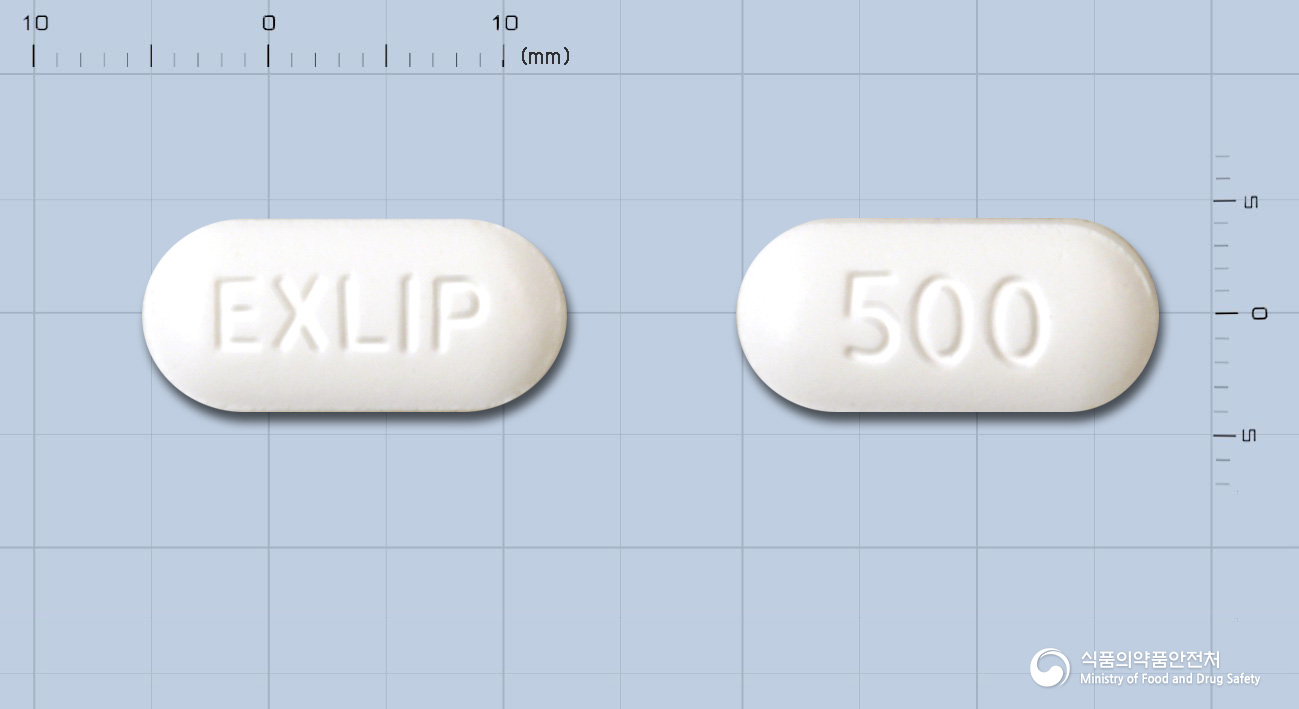 10 0 10
(mm)
EXLIP
500
5
0
5
식품의약품안전처
Ministry of Food and Drug Safety